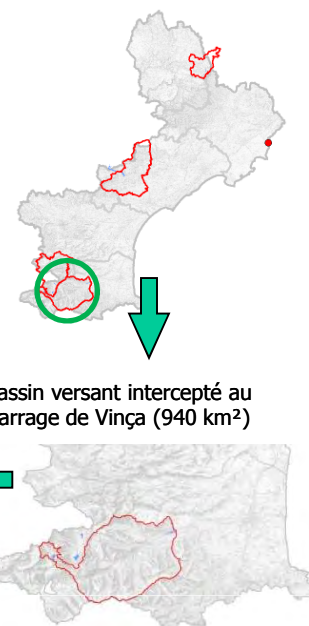 assin versant intercepté au
arrage de Vinça (940 km²)